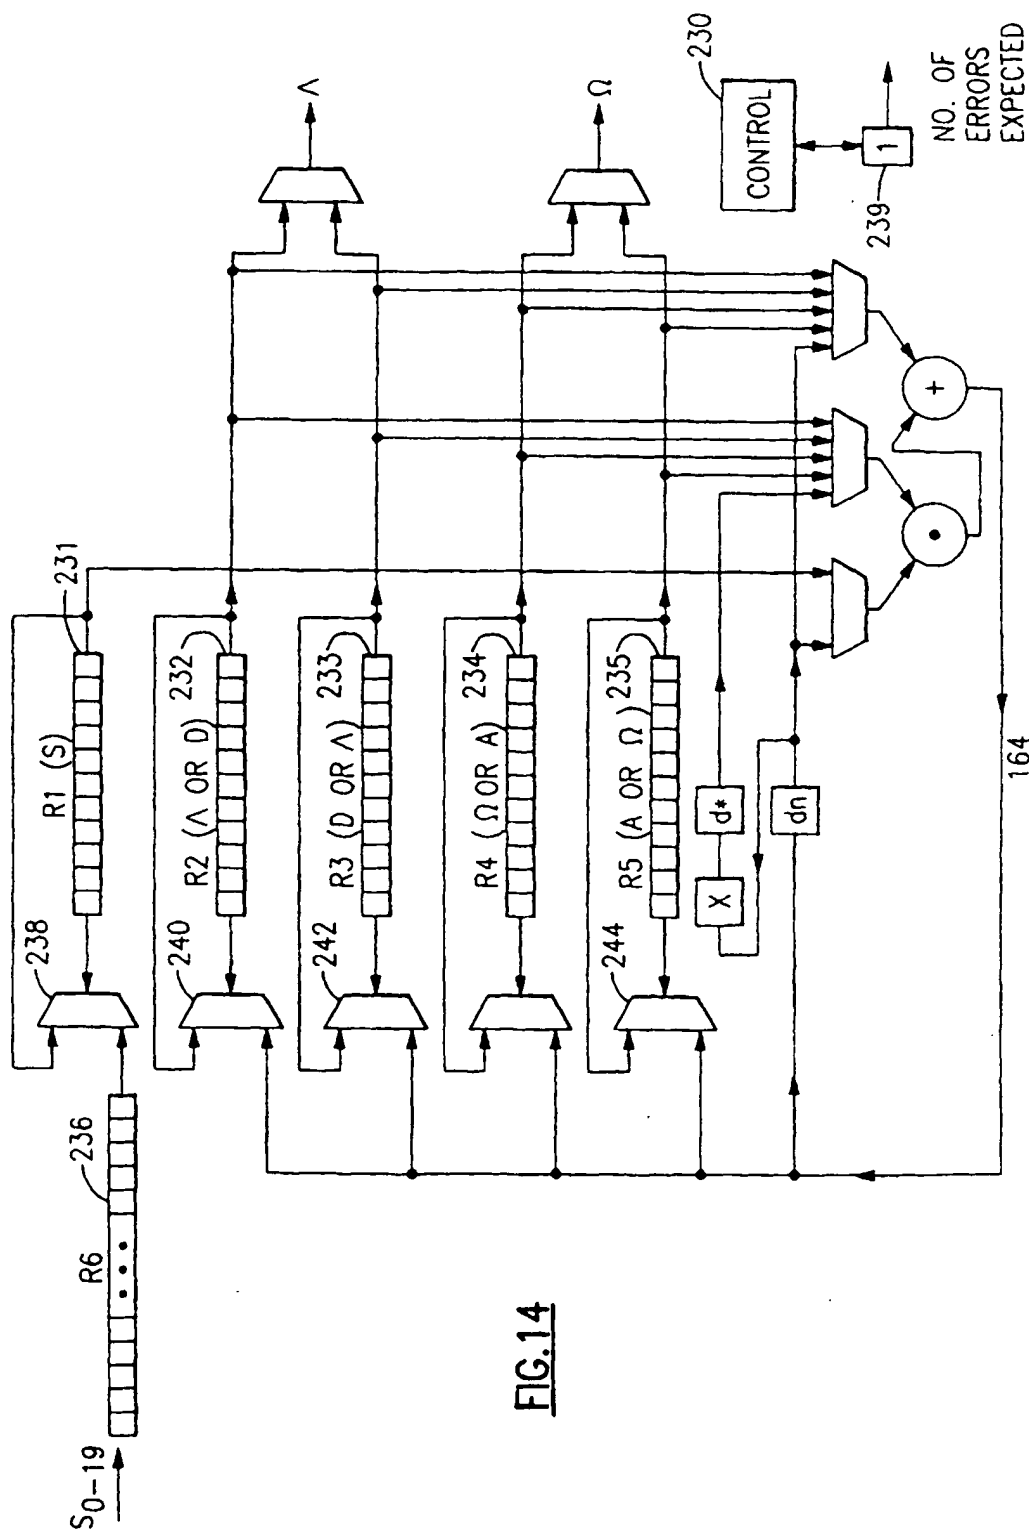 S0-19
R6
236
238
R1 (S)
231
240
R2 (Λ OR D)
232
242
R3 (D OR Λ)
233
R4 (Ω OR A)
234
244
R5 (A OR Ω)
235
X
d*
dn
Λ
Ω
•
+
164
CONTROL
230
1
239
NO. OF
ERRORS
EXPECTED
FIG.14